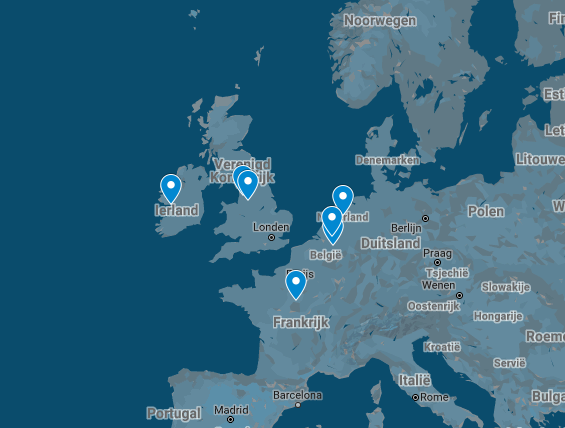 Noorwegen
Fin
Est
Let
Litouwe
Denemarken
Verenigd
Koninkrijk
Ierland
Nederland
Londen
Berlijn
Polen
W
België
Duitsland
Praag
Tsjechië
Parijs
Wenen
Slowakije
Oostenrijk
Hongarije
Frankrijk
Roeme
Kroatië
Servië
Italië
Bulga
Barcelona
Rome
Madrid
Portugal